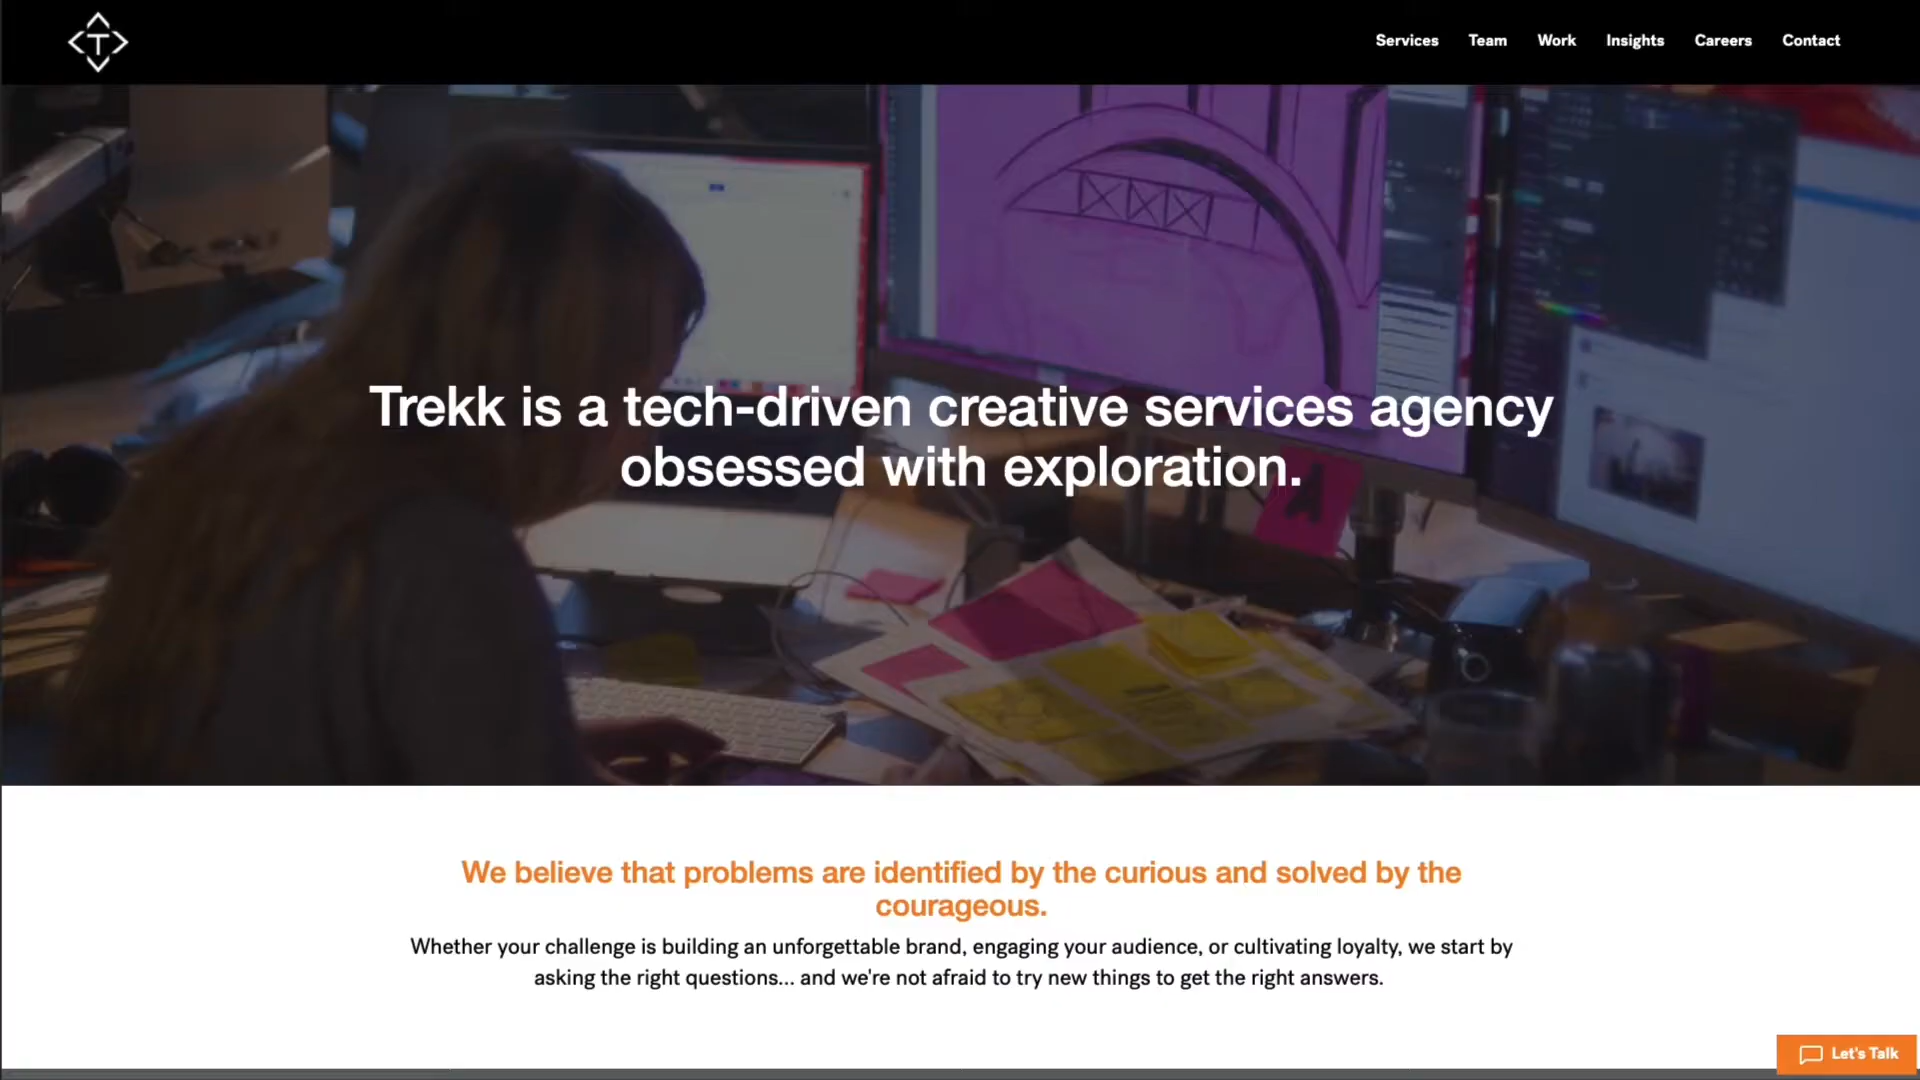 T
Services Team Work Insights Careers Contact
Trekk is a tech-driven creative services agency
obsessed with exploration.
A
We believe that problems are identified by the curious and solved by the
courageous.
Whether your challenge is building an unforgettable brand, engaging your audience, or cultivating loyalty, we start by
asking the right questions... and we're not afraid to try new things to get the right answers.
Let's Talk